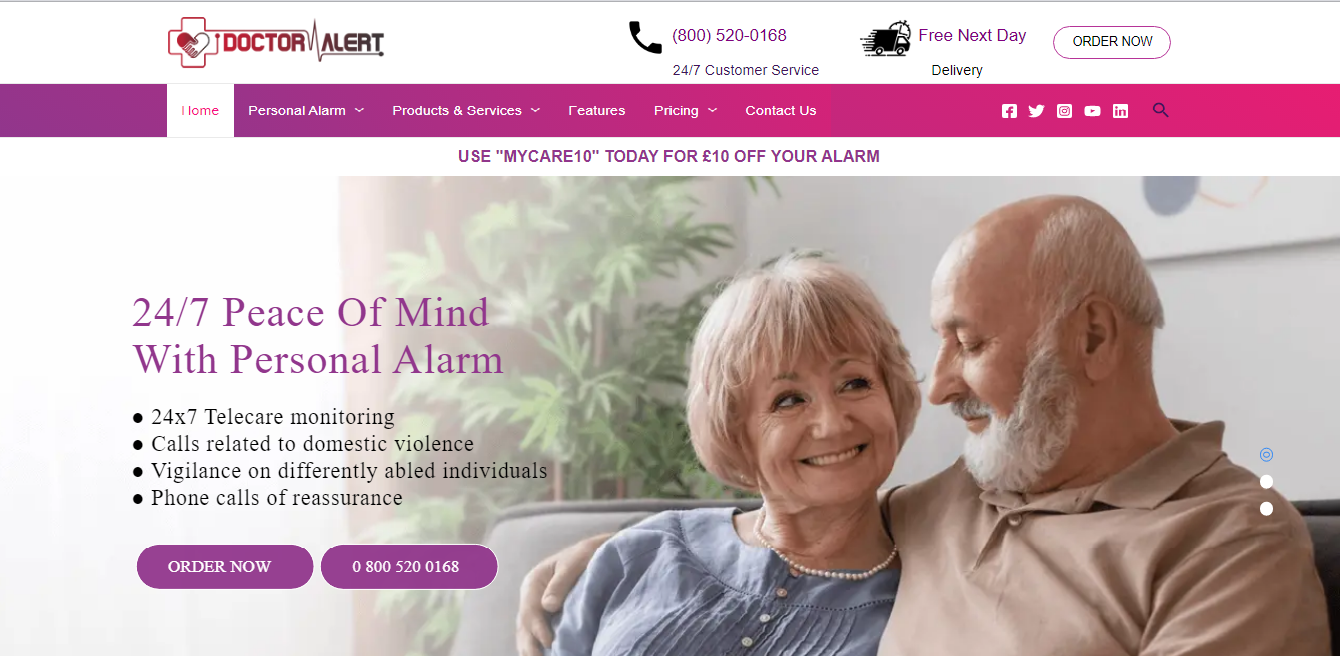 DOCTOR ALERT
(800) 520-0168
24/7 Customer Service
Free Next Day
Delivery
ORDER NOW
Home
Personal Alarm
Products & Services
Features
Pricing
Contact Us
USE "MYCARE10" TODAY FOR £10 OFF YOUR ALARM
24/7 Peace Of Mind
With Personal Alarm
● 24x7 Telecare monitoring
● Calls related to domestic violence
● Vigilance on differently abled individuals
● Phone calls of reassurance
ORDER NOW
0 800 520 0168